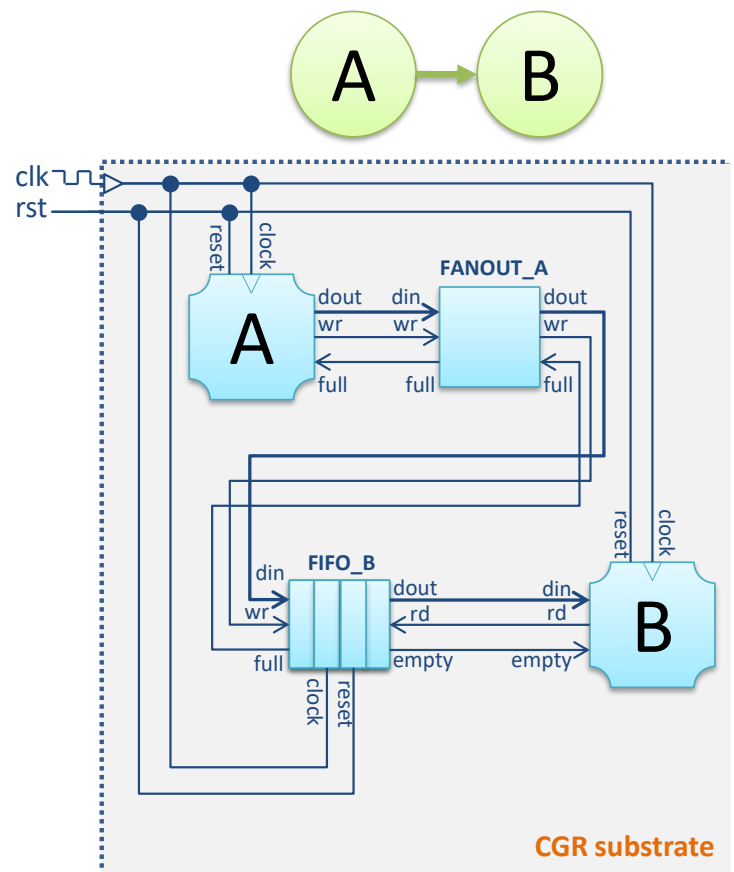 A B
clk
rst
reset
clock
FANOUT_A
dout din dout
wr wr wr
A
full full full
reset
clock
FIFO_B
din dout din
wr rd rd
B
full empty empty
clock
reset
CGR substrate